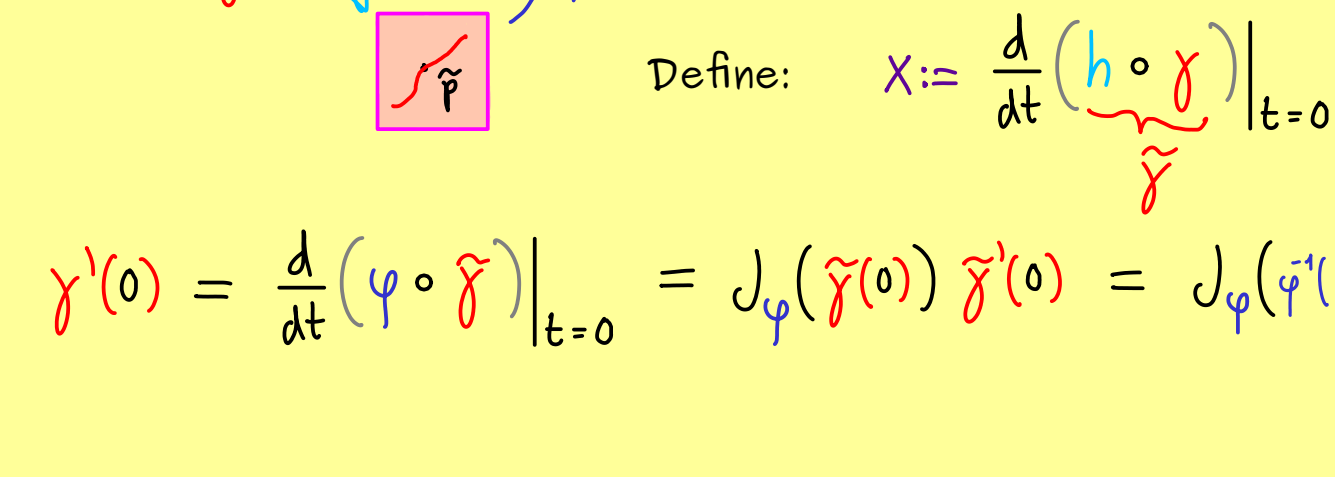 p̃
Define: X := d/dt (h ∘ γ)|t=0
γ̃
γ'(0) = d/dt (φ ∘ γ̃)|t=0 = Jφ(γ̃(0)) γ̃'(0) = Jφ(φ⁻¹(